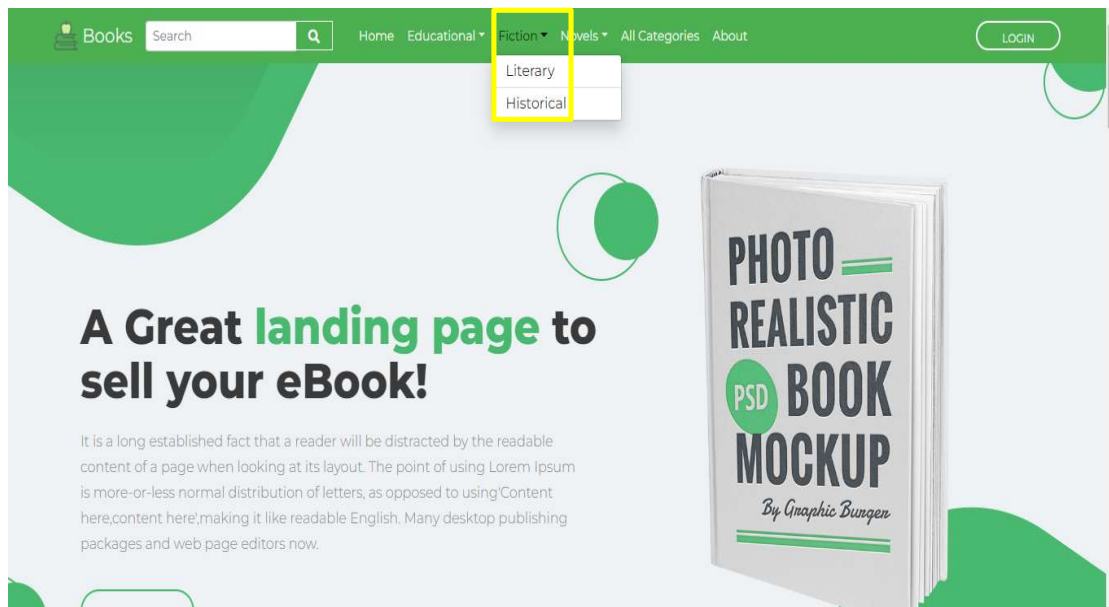 Books Search Home Educational Fiction Novels All Categories About LOGIN
Literary
Historical
A Great landing page to
sell your eBook!
It is a long established fact that a reader will be distracted by the readable
content of a page when looking at its layout. The point of using Lorem Ipsum
is more-or-less normal distribution of letters, as opposed to using'Content
here,content here',making it like readable English. Many desktop publishing
packages and web page editors now.
PHOTO
REALISTIC
PSD BOOK
MOCKUP
By Graphic Burger